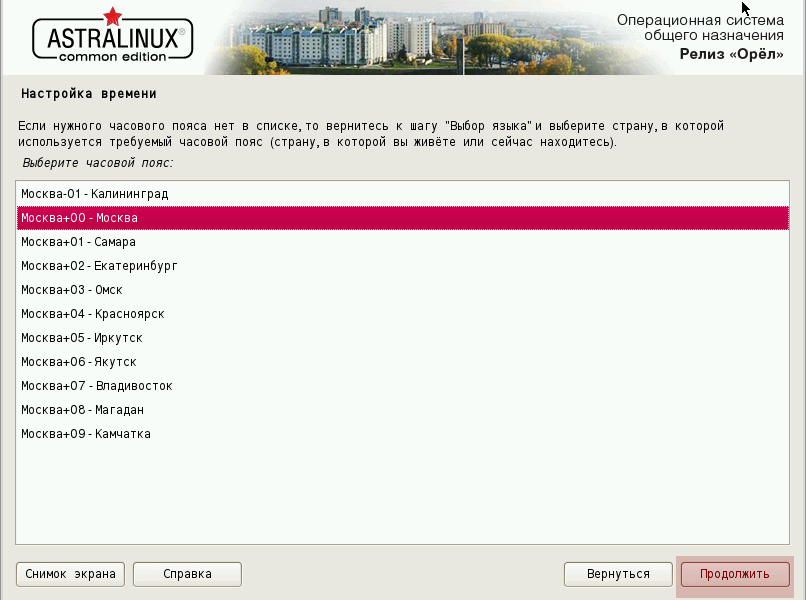 ASTRALINUX®
common edition
Операционная система
общего назначения
Релиз «Орёл»
Настройка времени
Если нужного часового пояса нет в списке, то вернитесь к шагу "Выбор языка" и выберите страну, в которой
используется требуемый часовой пояс (страну, в которой вы живёте или сейчас находитесь).
Выберите часовой пояс:
Москва-01 - Калининград
Москва+00 - Москва
Москва+01 - Самара
Москва+02 - Екатеринбург
Москва+03 - Омск
Москва+04 - Красноярск
Москва+05 - Иркутск
Москва+06 - Якутск
Москва+07 - Владивосток
Москва+08 - Магадан
Москва+09 - Камчатка
Снимок экрана
Справка
Вернуться
Продолжить